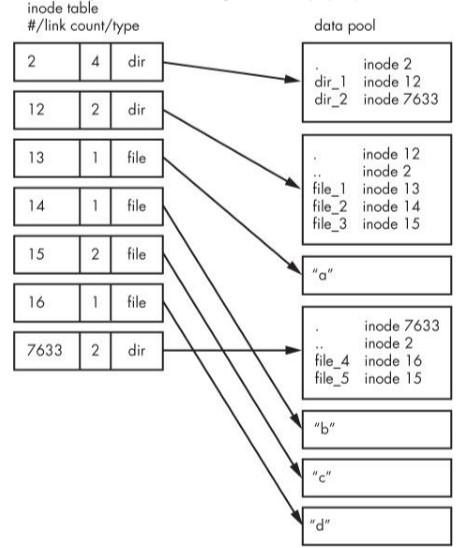 inode table
#/link count/type
data pool
2 4 dir
12 2 dir
13 1 file
14 1 file
15 2 file
16 1 file
7633 2 dir
. inode 2
dir_1 inode 12
dir_2 inode 7633
. inode 12
.. inode 2
file_1 inode 13
file_2 inode 14
file_3 inode 15
"a"
. inode 7633
.. inode 2
file_4 inode 16
file_5 inode 15
"b"
"c"
"d"